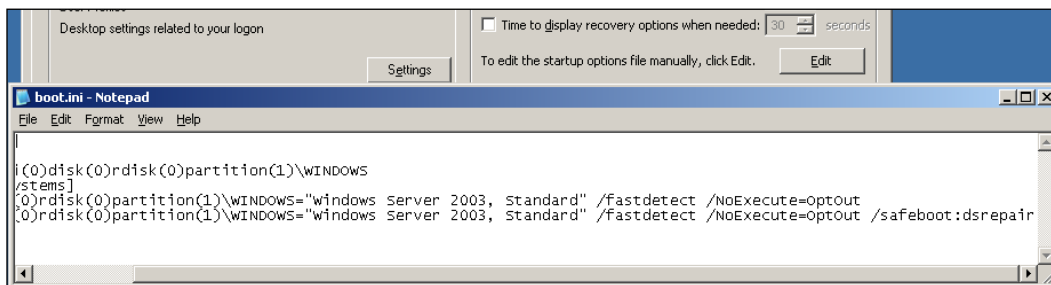 Desktop settings related to your logon
Settings
Time to display recovery options when needed: 30 seconds
To edit the startup options file manually, click Edit. Edit
boot.ini - Notepad
File Edit Format View Help
i(0)disk(0)rdisk(0)partition(1)\WINDOWS
/stems]
(0)rdisk(0)partition(1)\WINDOWS="Windows Server 2003, Standard" /fastdetect /NoExecute=OptOut
(0)rdisk(0)partition(1)\WINDOWS="Windows Server 2003, Standard" /fastdetect /NoExecute=OptOut /safeboot:dsrepair